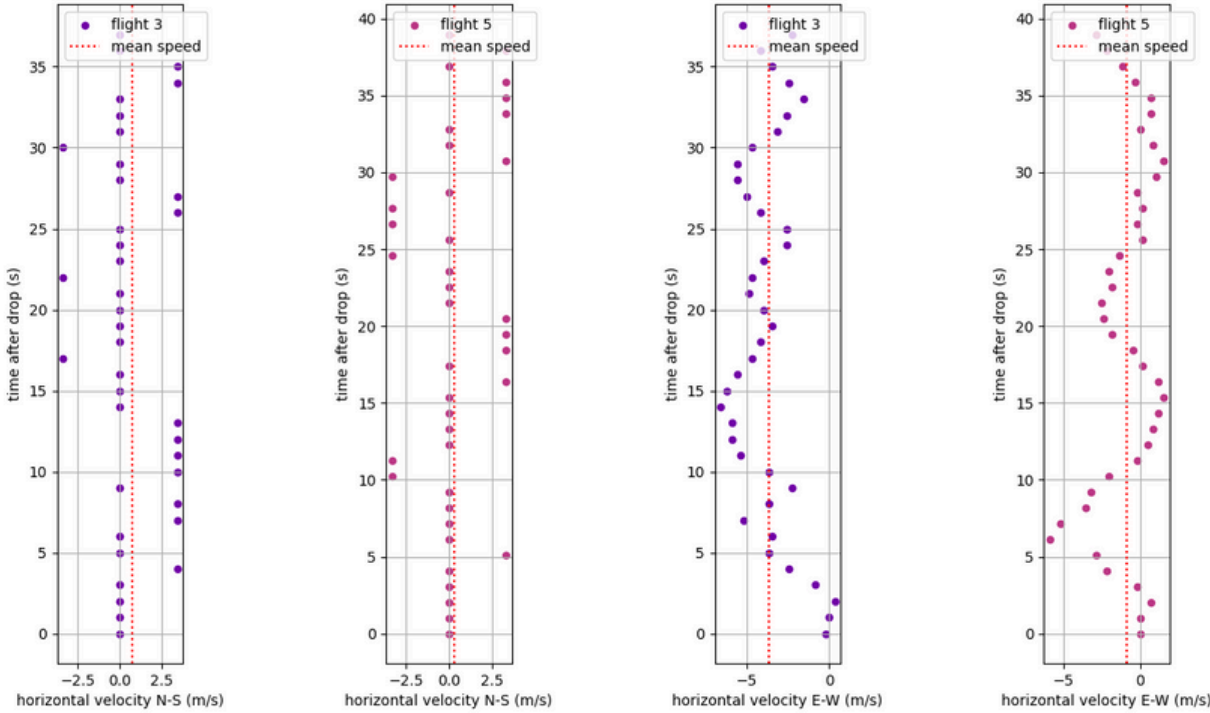 flight 3
mean speed
time after drop (s)
35
30
25
20
15
10
5
0
−2.5 0.0 2.5
horizontal velocity N-S (m/s)
flight 5
mean speed
time after drop (s)
40
35
30
25
20
15
10
5
0
−2.5 0.0 2.5
horizontal velocity N-S (m/s)
flight 3
mean speed
time after drop (s)
35
30
25
20
15
10
5
0
−5 0
horizontal velocity E-W (m/s)
flight 5
mean speed
time after drop (s)
40
35
30
25
20
15
10
5
0
−5 0
horizontal velocity E-W (m/s)